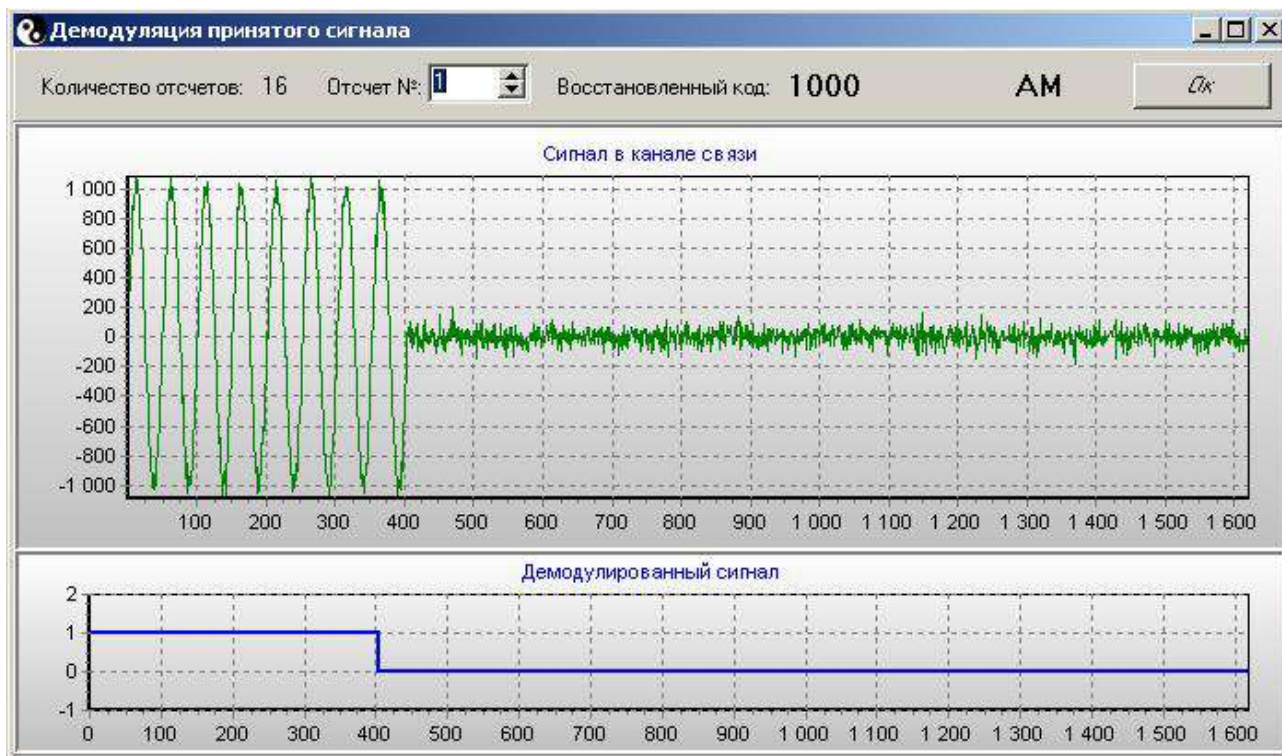 Демодуляция принятого сигнала
Количество отсчетов: 16 Отсчет №: 1 Восстановленный код: 1000 АМ Ок
Сигнал в канале связи
1 000
800
600
400
200
0
-200
-400
-600
-800
-1 000
100 200 300 400 500 600 700 800 900 1 000 1 100 1 200 1 300 1 400 1 500 1 600
Демодулированный сигнал
2
1
0
-1
0 100 200 300 400 500 600 700 800 900 1 000 1 100 1 200 1 300 1 400 1 500 1 600